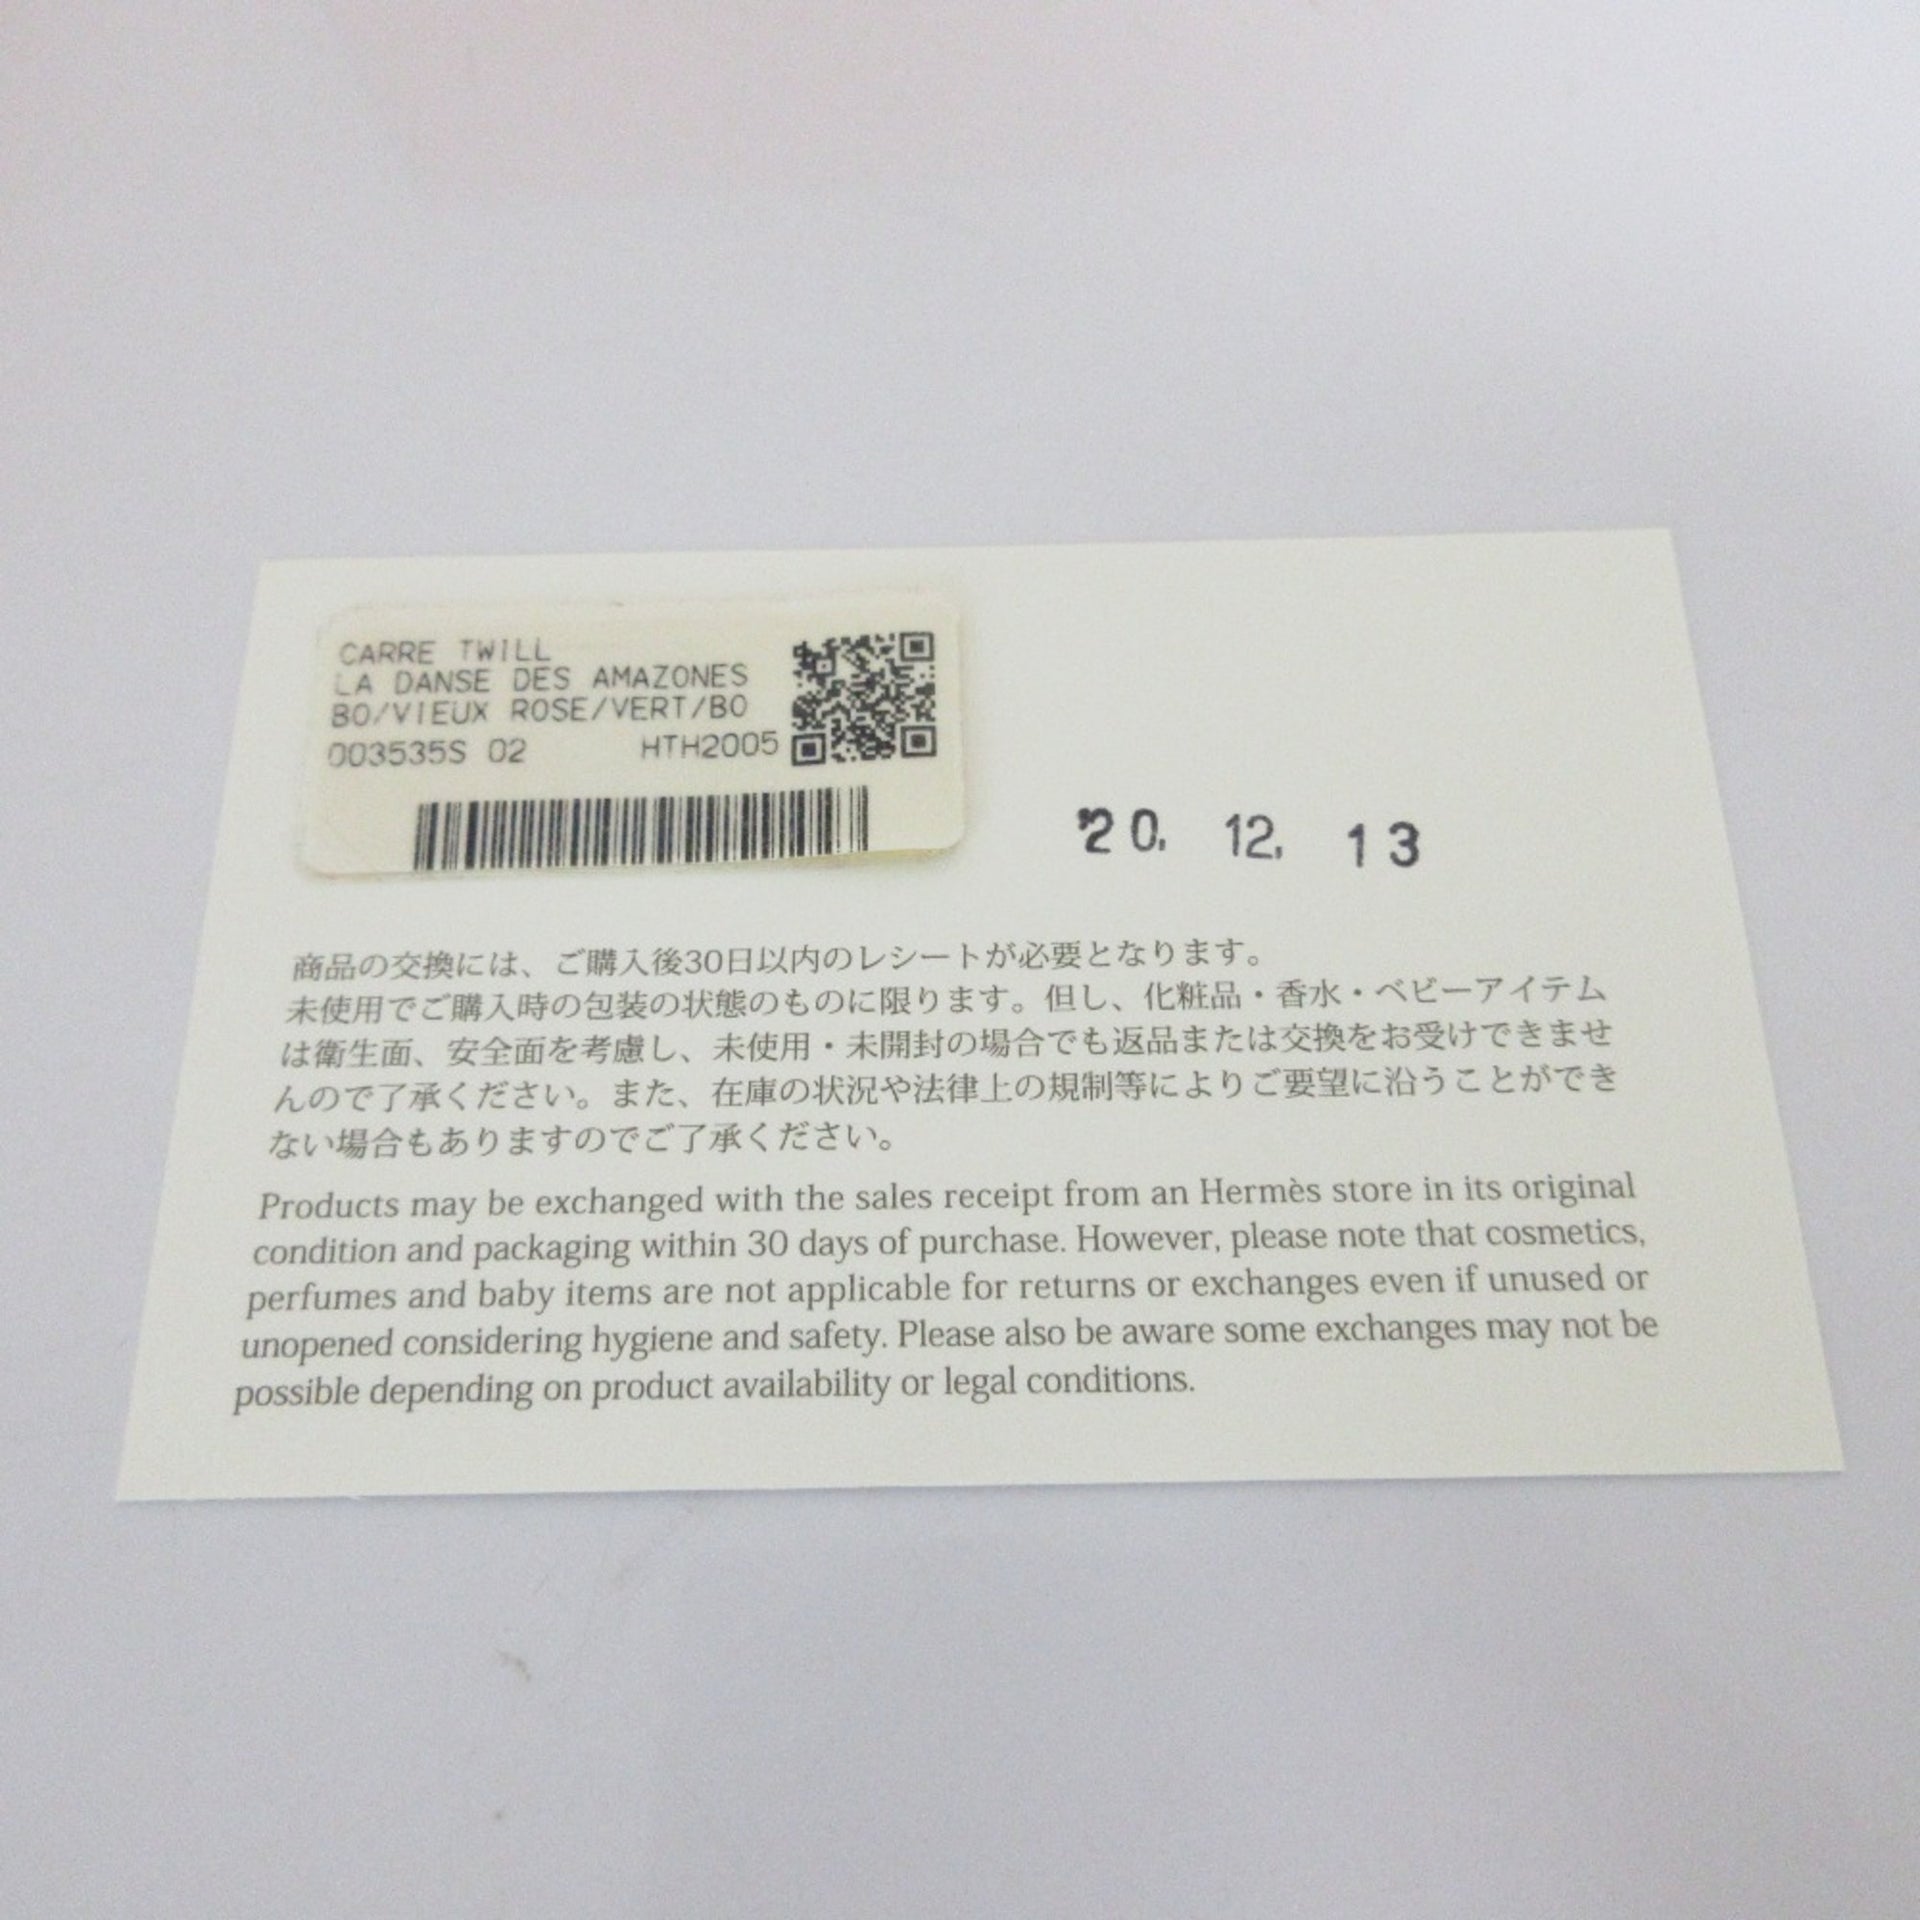 CARRE TWILL
LA DANSE DES AMAZONES
BO/VIEUX ROSE/VERT/BO
003535S 02 HTH2005
'20. 12. 13
商品の交換には、ご購入後30日以内のレシートが必要となります。
未使用でご購入時の包装の状態のものに限ります。但し、化粧品・香水・ベビーアイテム
は衛生面、安全面を考慮し、未使用・未開封の場合でも返品または交換をお受けできませ
んので了承ください。また、在庫の状況や法律上の規制等によりご要望に沿うことができ
ない場合もありますのでご了承ください。
Products may be exchanged with the sales receipt from an Hermès store in its original
condition and packaging within 30 days of purchase. However, please note that cosmetics,
perfumes and baby items are not applicable for returns or exchanges even if unused or
unopened considering hygiene and safety. Please also be aware some exchanges may not be
possible depending on product availability or legal conditions.